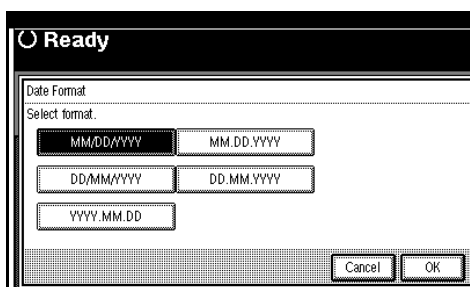 Ready
Date Format
Select format.
MM/DD/YYYY MM.DD.YYYY
DD/MM/YYYY DD.MM.YYYY
YYYY.MM.DD
Cancel OK